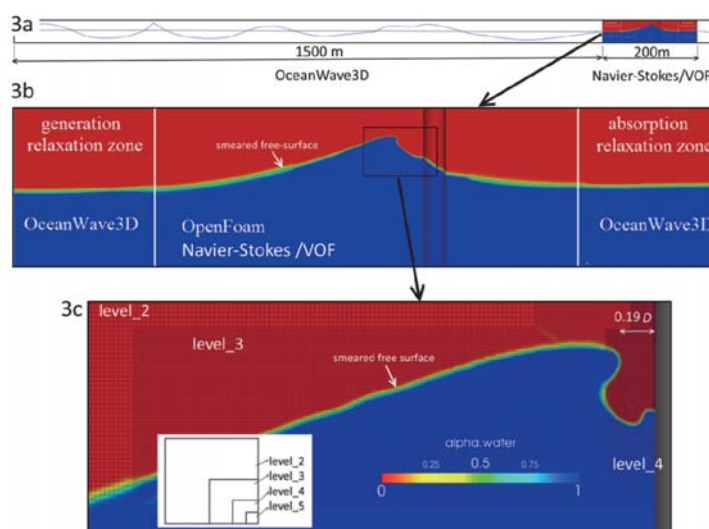 3a
1500 m
200m
OceanWave3D
Navier-Stokes/VOF
3b
generation
relaxation zone
smeared free-surface
absorption
relaxation zone
OceanWave3D
OpenFoam
Navier-Stokes /VOF
OceanWave3D
3c
level_2
level_3
0.19 D
smeared free surface
level_2
level_3
level_4
level_5
alpha.water
0.25
0.5
0.75
0
1
level_4